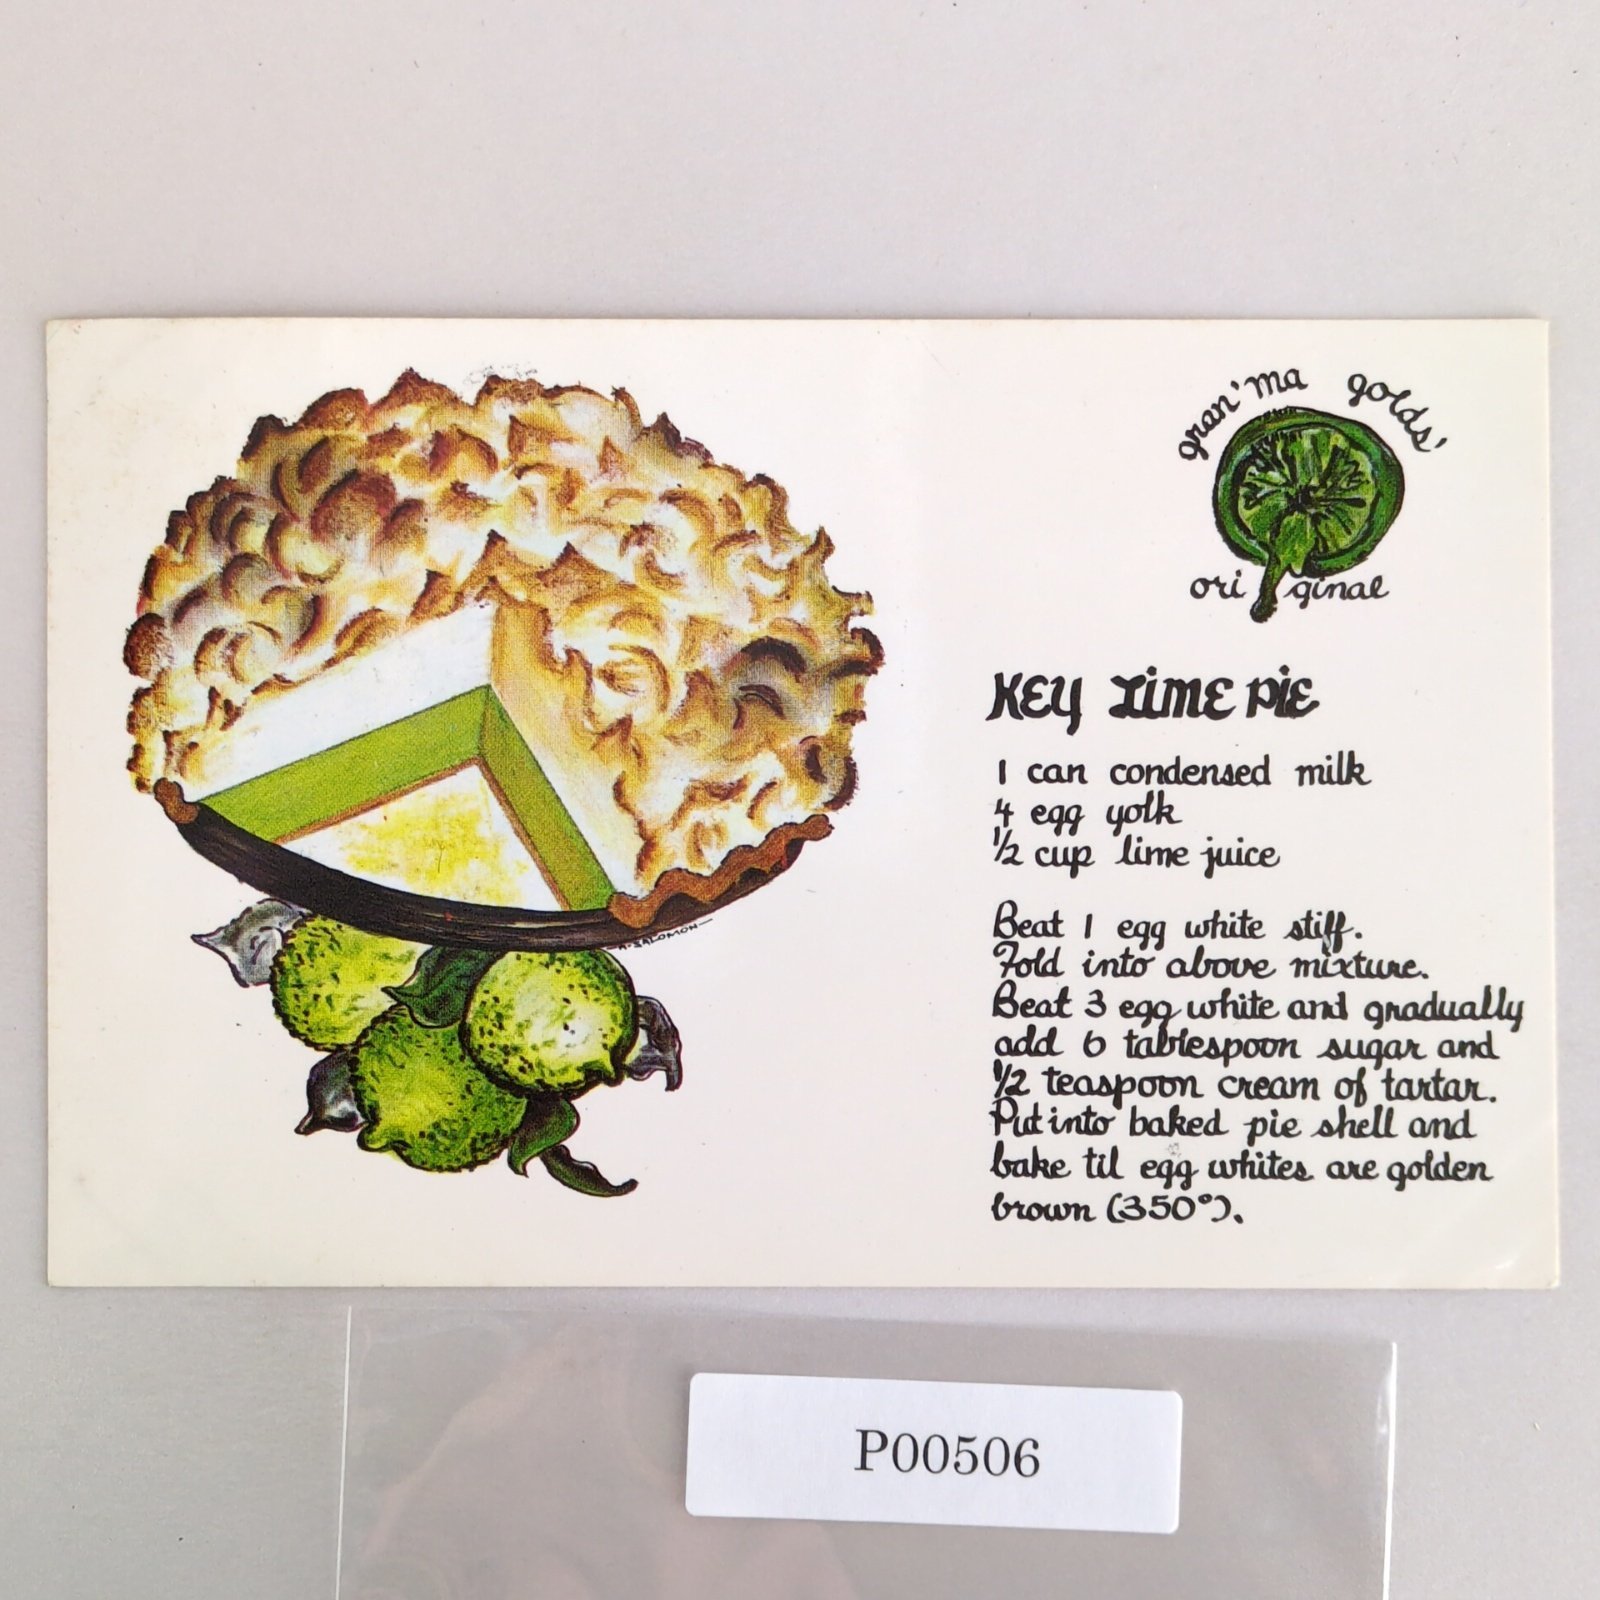 gran'ma golds'
original
KEY LIME PIE
1 can condensed milk
4 egg yolk
1/2 cup lime juice
Beat 1 egg white stiff.
Fold into above mixture.
Beat 3 egg white and gradually
add 6 tablespoon sugar and
1/2 teaspoon cream of tartar.
Put into baked pie shell and
bake til egg whites are golden
brown (350°).
SALOMON
P00506